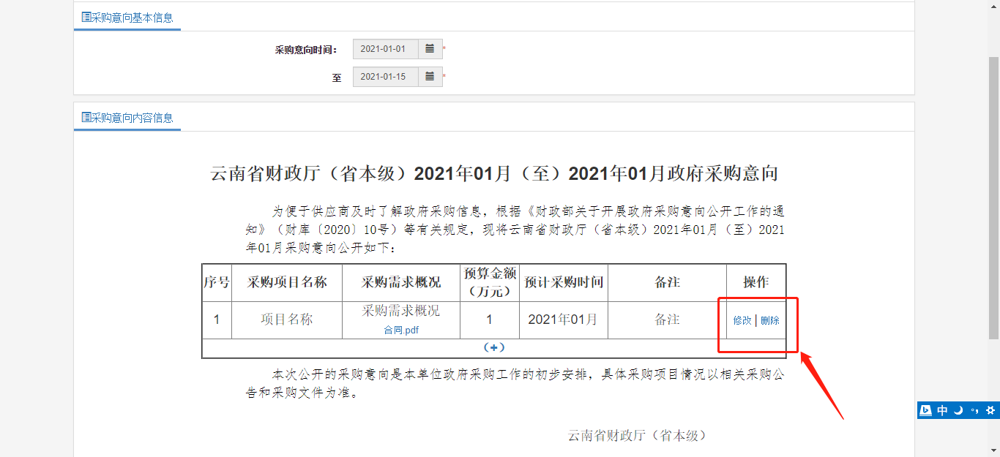 采购意向基本信息
采购意向时间： 2021-01-01 *
至 2021-01-15 *
采购意向内容信息
云南省财政厅（省本级）2021年01月（至）2021年01月政府采购意向
为便于供应商及时了解政府采购信息，根据《财政部关于开展政府采购意向公开工作的通
知》（财库〔2020〕10号）等有关规定，现将云南省财政厅（省本级）2021年01月（至）2021
年01月采购意向公开如下：
序号 采购项目名称 采购需求概况 预算金额（万元） 预计采购时间 备注 操作
1 项目名称 采购需求概况 1 2021年01月 备注 修改 | 删除
合同.pdf
（+）
本次公开的采购意向是本单位政府采购工作的初步安排，具体采购项目情况以相关采购公
告和采购文件为准。
中
云南省财政厅（省本级）